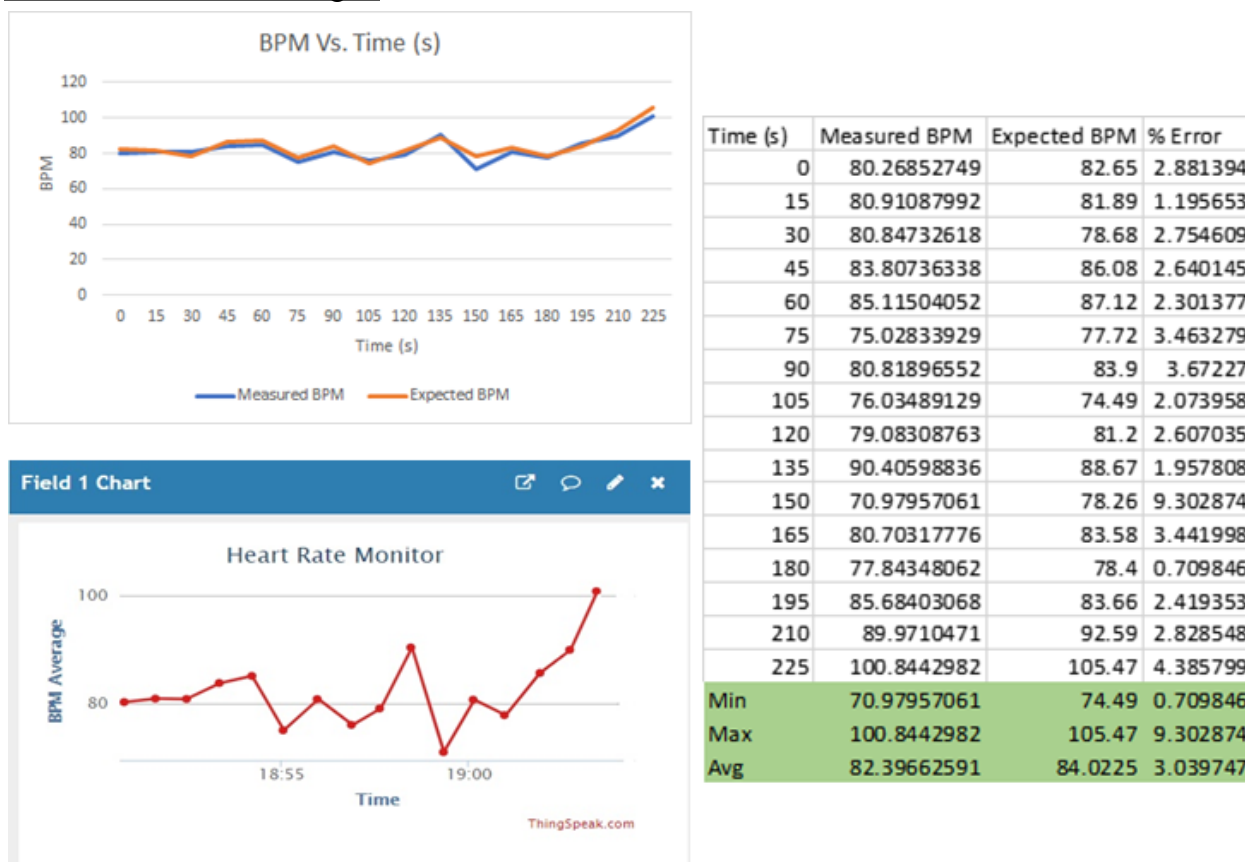 BPM Vs. Time (s)
120
100
80
60
40
20
0
BPM
0 15 30 45 60 75 90 105 120 135 150 165 180 195 210 225
Time (s)
Measured BPM Expected BPM
Field 1 Chart
Heart Rate Monitor
100
80
BPM Average
18:55 19:00
Time
ThingSpeak.com
Time (s) Measured BPM Expected BPM % Error
0 80.26852749 82.65 2.881394
15 80.91087992 81.89 1.195653
30 80.84732618 78.68 2.754609
45 83.80736338 86.08 2.640145
60 85.11504052 87.12 2.301377
75 75.02833929 77.72 3.463279
90 80.81896552 83.9 3.67227
105 76.03489129 74.49 2.073958
120 79.08308763 81.2 2.607035
135 90.40598836 88.67 1.957808
150 70.97957061 78.26 9.302874
165 80.70317776 83.58 3.441998
180 77.84348062 78.4 0.709846
195 85.68403068 83.66 2.419353
210 89.9710471 92.59 2.828548
225 100.8442982 105.47 4.385799
Min 70.97957061 74.49 0.709846
Max 100.8442982 105.47 9.302874
Avg 82.39662591 84.0225 3.039747